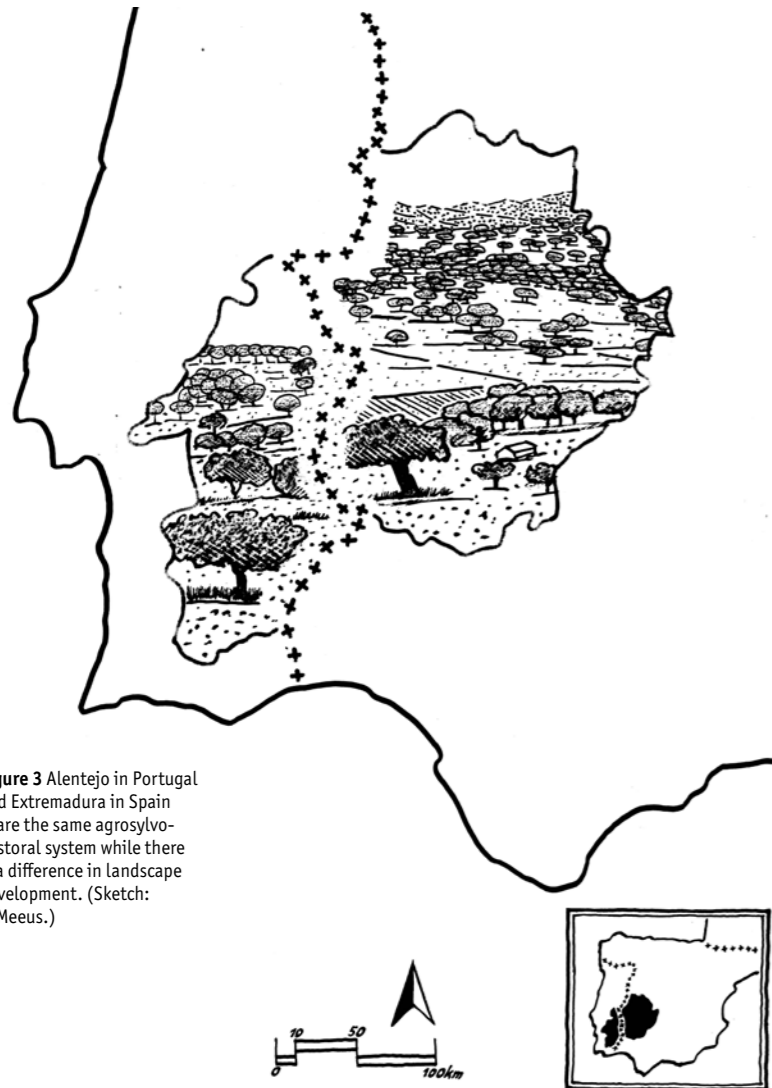 gure 3 Alentejo in Portugal
d Extremadura in Spain
are the same agrosylvo-
storal system while there
a difference in landscape
velopment. (Sketch:
Meeus.)
10 50
0 100km